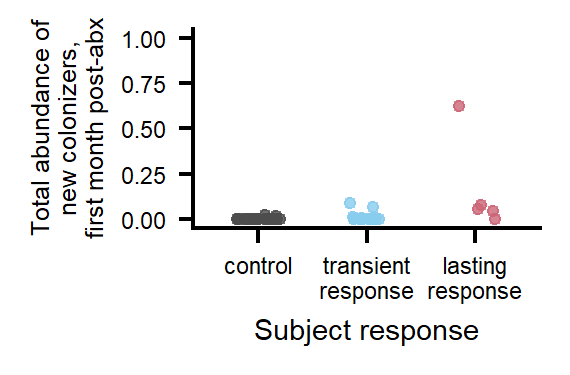 Total abundance of
new colonizers,
first month post-abx
1.00
0.75
0.50
0.25
0.00
control
transient
response
lasting
response
Subject response